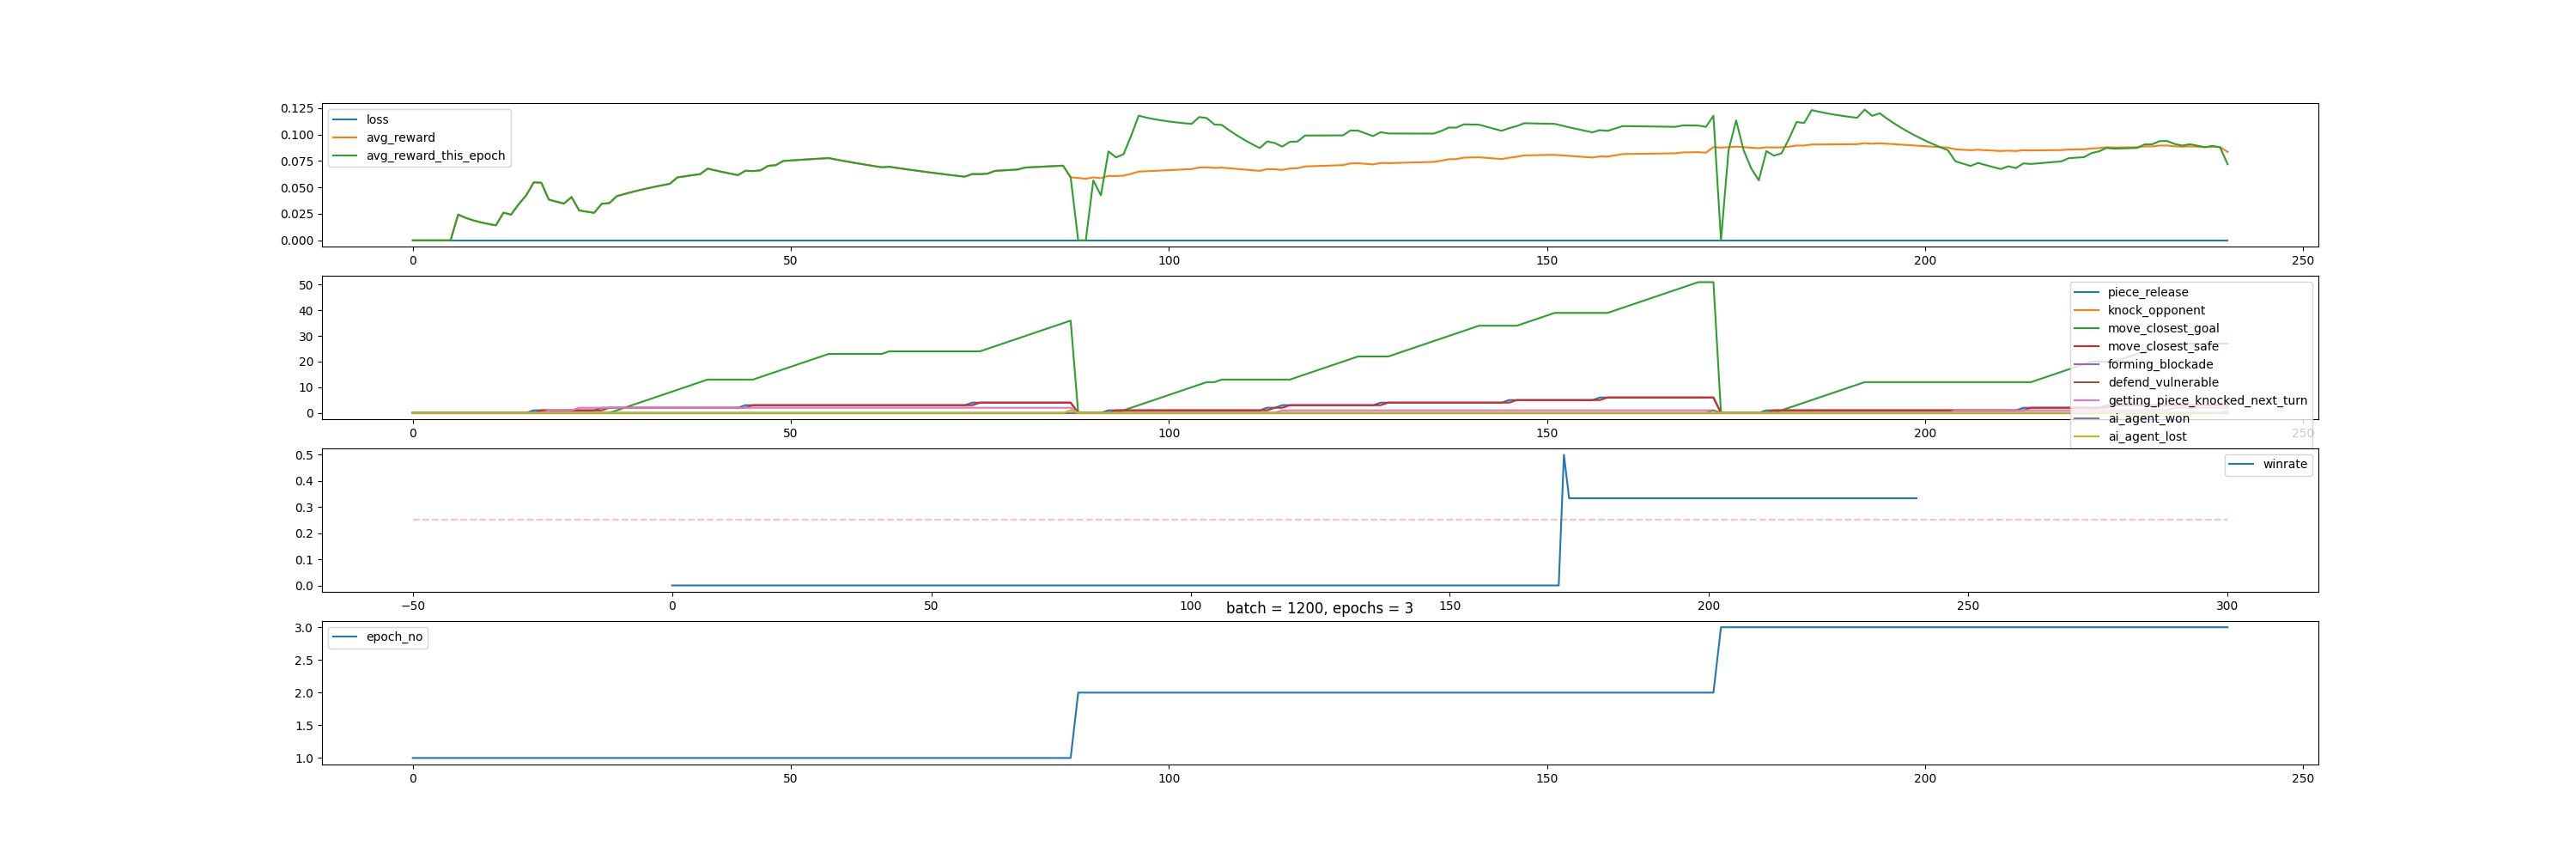 0.125
0.100
0.075
0.050
0.025
0.000
loss
avg_reward
avg_reward_this_epoch
0 50 100 150 200 250
50
40
30
20
10
0
piece_release
knock_opponent
move_closest_goal
move_closest_safe
forming_blockade
defend_vulnerable
getting_piece_knocked_next_turn
ai_agent_won
ai_agent_lost
0 50 100 150 200 250
0.5
0.4
0.3
0.2
0.1
0.0
winrate
−50 0 50 100 150 200 250 300
batch = 1200, epochs = 3
3.0
2.5
2.0
1.5
1.0
epoch_no
0 50 100 150 200 250